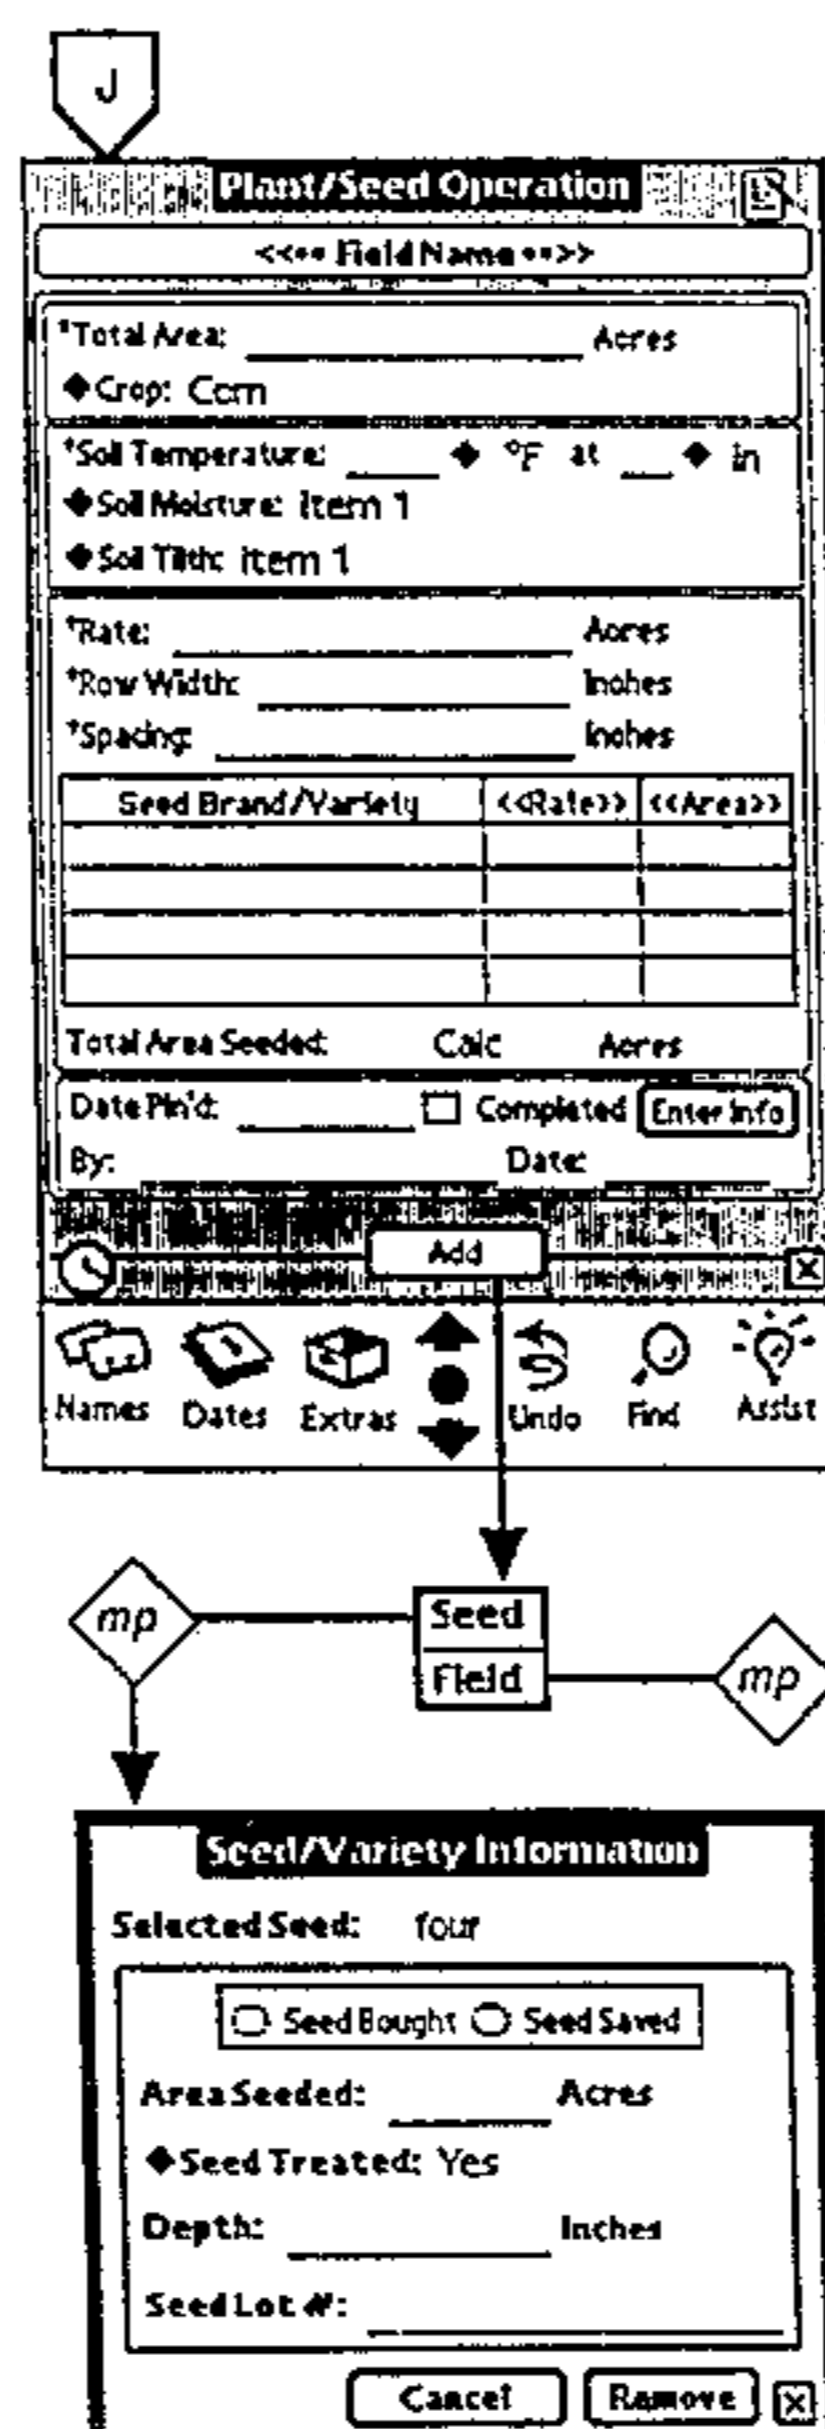 J
Plant/Seed Operation
<<•• Field Name ••>>
*Total Area: Acres
◆Crop: Corn
*Soil Temperature: ◆ °F at ◆ in
◆Soil Moisture: Item 1
◆Soil Tilth: Item 1
*Rate: Acres
*Row Width: Inches
*Spacing: Inches
Seed Brand/Variety <<Rate>> <<Area>>
Total Area Seeded: Calc Acres
Date Pln'd: Completed Enter Info
By: Date:
Add
Names Dates Extras Undo Find Assist
mp Seed
Field mp
Seed/Variety Information
Selected Seed: four
Seed Bought Seed Saved
Area Seeded: Acres
◆Seed Treated: Yes
Depth: Inches
Seed Lot #:
Cancel Remove